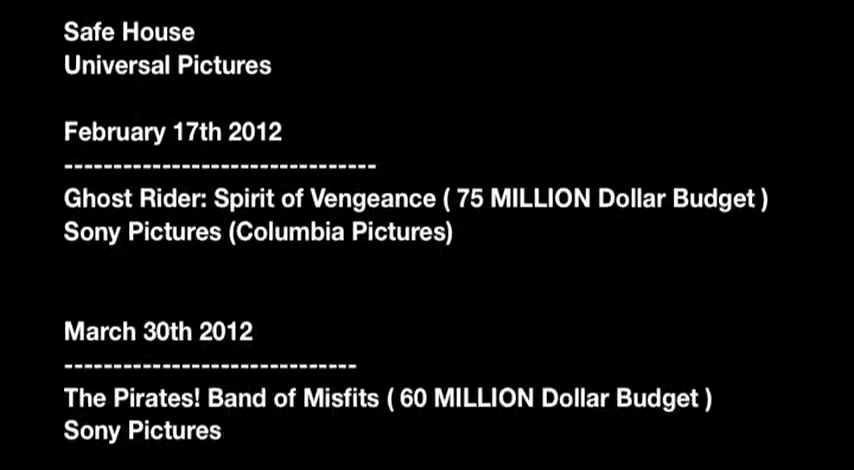 Safe House
Universal Pictures
February 17th 2012
--------------------------------
Ghost Rider: Spirit of Vengeance ( 75 MILLION Dollar Budget )
Sony Pictures (Columbia Pictures)
March 30th 2012
------------------------------
The Pirates! Band of Misfits ( 60 MILLION Dollar Budget )
Sony Pictures